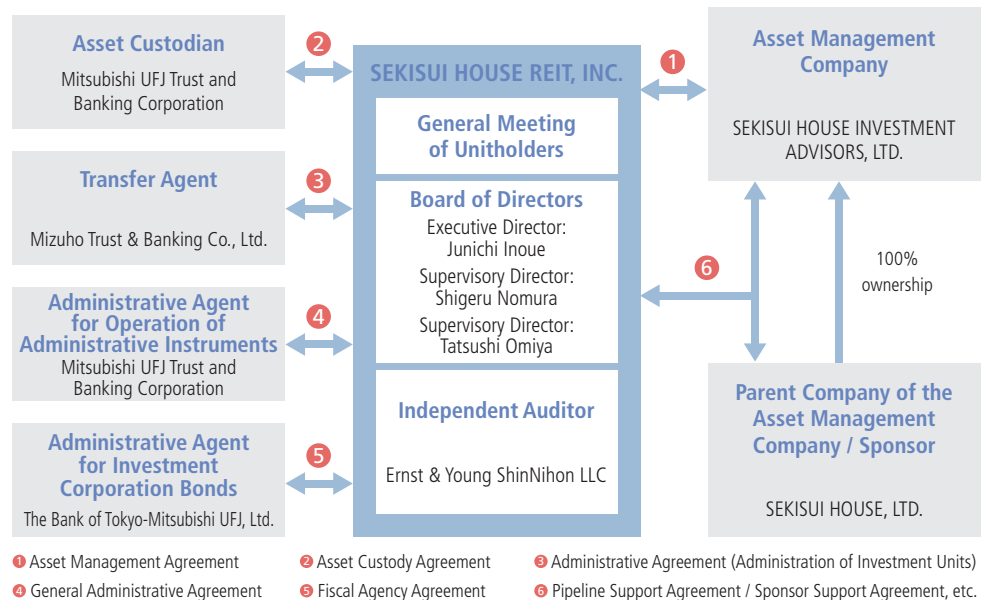 Asset Custodian
Mitsubishi UFJ Trust and
Banking Corporation
2
Transfer Agent
Mizuho Trust & Banking Co., Ltd.
3
Administrative Agent
for Operation of
Administrative Instruments
Mitsubishi UFJ Trust and
Banking Corporation
4
Administrative Agent
for Investment
Corporation Bonds
The Bank of Tokyo-Mitsubishi UFJ, Ltd.
5
SEKISUI HOUSE REIT, INC.
General Meeting
of Unitholders
Board of Directors
Executive Director:
Junichi Inoue
Supervisory Director:
Shigeru Nomura
Supervisory Director:
Tatsushi Omiya
Independent Auditor
Ernst & Young ShinNihon LLC
1
6
Asset Management
Company
SEKISUI HOUSE INVESTMENT
ADVISORS, LTD.
100%
ownership
Parent Company of the
Asset Management
Company / Sponsor
SEKISUI HOUSE, LTD.
1 Asset Management Agreement
2 Asset Custody Agreement
3 Administrative Agreement (Administration of Investment Units)
4 General Administrative Agreement
5 Fiscal Agency Agreement
6 Pipeline Support Agreement / Sponsor Support Agreement, etc.